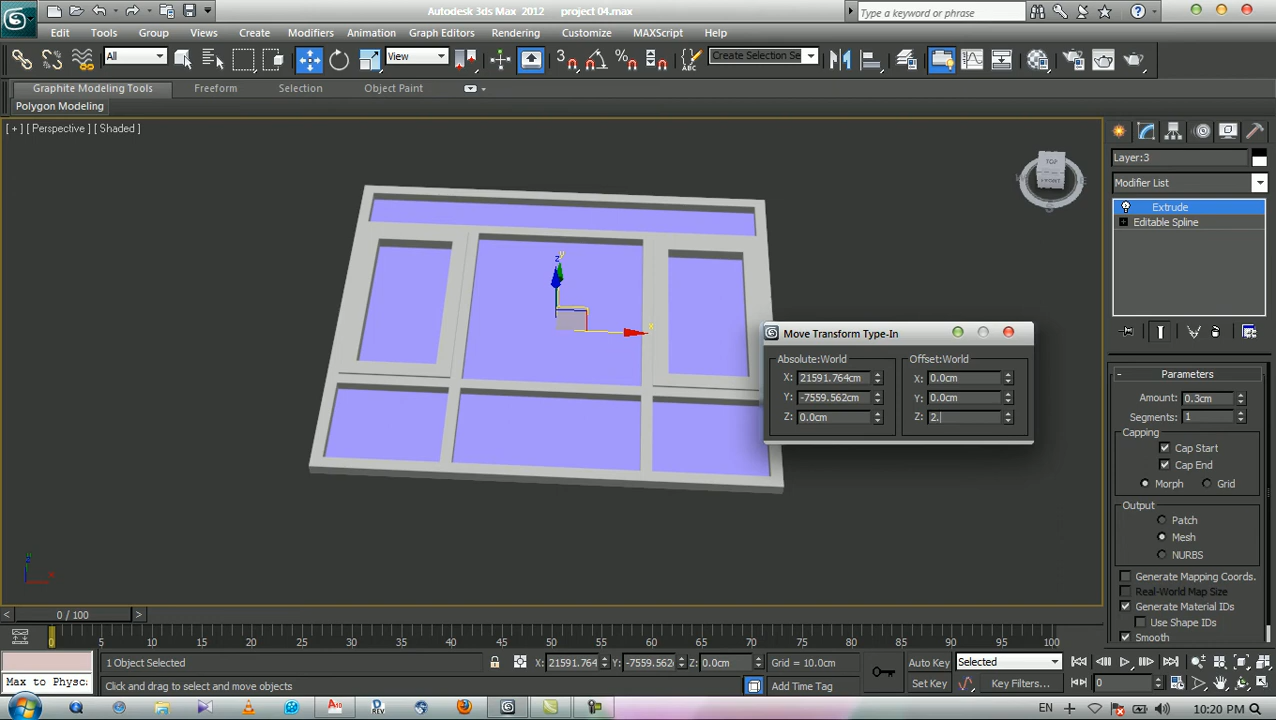 Autodesk 3ds Max 2012 project 04.max
Type a keyword or phrase
Edit Tools Group Views Create Modifiers Animation Graph Editors Rendering Customize MAXScript Help
All View Create Selection Se
Graphite Modeling Tools Freeform Selection Object Paint
Polygon Modeling
[ + ] [ Perspective ] [ Shaded ]
TOP
FRONT
Layer:3
Modifier List
Extrude
Editable Spline
z y
x
Move Transform Type-In
Absolute:World Offset:World
X: 21591.764cm X: 0.0cm
Y: -7559.562cm Y: 0.0cm
Z: 0.0cm Z: 2.
Parameters
Amount: 0.3cm
Segments: 1
Capping
Cap Start
Cap End
Morph Grid
Output
Patch
Mesh
NURBS
Generate Mapping Coords.
Real-World Map Size
Generate Material IDs
Use Shape IDs
Smooth
0 / 100
0 5 10 15 20 25 30 35 40 45 50 55 60 65 70 75 80 85 90 95 100
1 Object Selected X: 21591.764 Y: -7559.562 Z: 0.0cm Grid = 10.0cm Auto Key Selected
Max to Physc Click and drag to select and move objects Add Time Tag Set Key Key Filters... 0
EN 10:20 PM